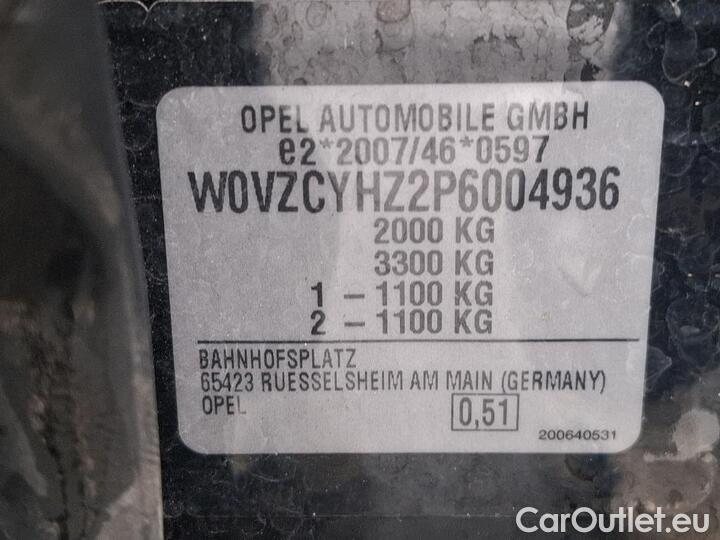 OPEL AUTOMOBILE GMBH
e2*2007/46*0597
W0VZCYHZ2P6004936
2000 KG
3300 KG
1 – 1100 KG
2 – 1100 KG
BAHNHOFSPLATZ
65423 RUESSELSHEIM AM MAIN (GERMANY)
OPEL
0,51
200640531
CarOutlet.eu